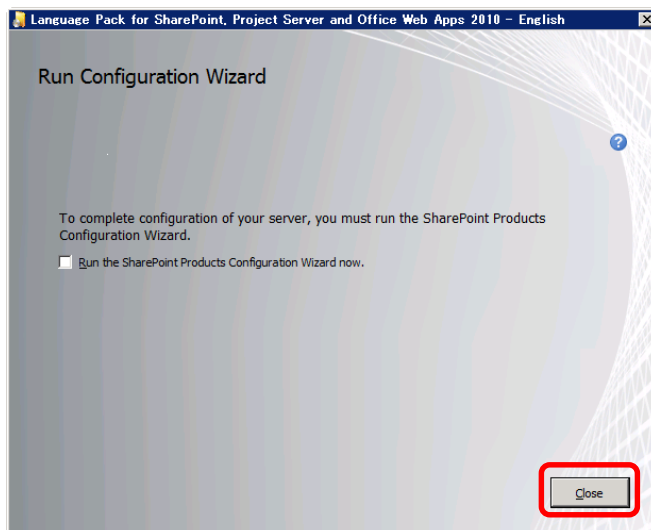 Language Pack for SharePoint, Project Server and Office Web Apps 2010 - English
Run Configuration Wizard
?
To complete configuration of your server, you must run the SharePoint Products
Configuration Wizard.
Run the SharePoint Products Configuration Wizard now.
Close